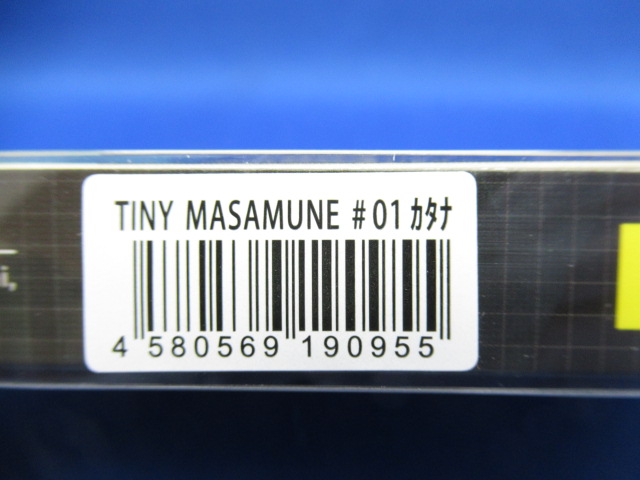 TINY MASAMUNE #01 ｶﾀﾅ
i,
4 580569 190955